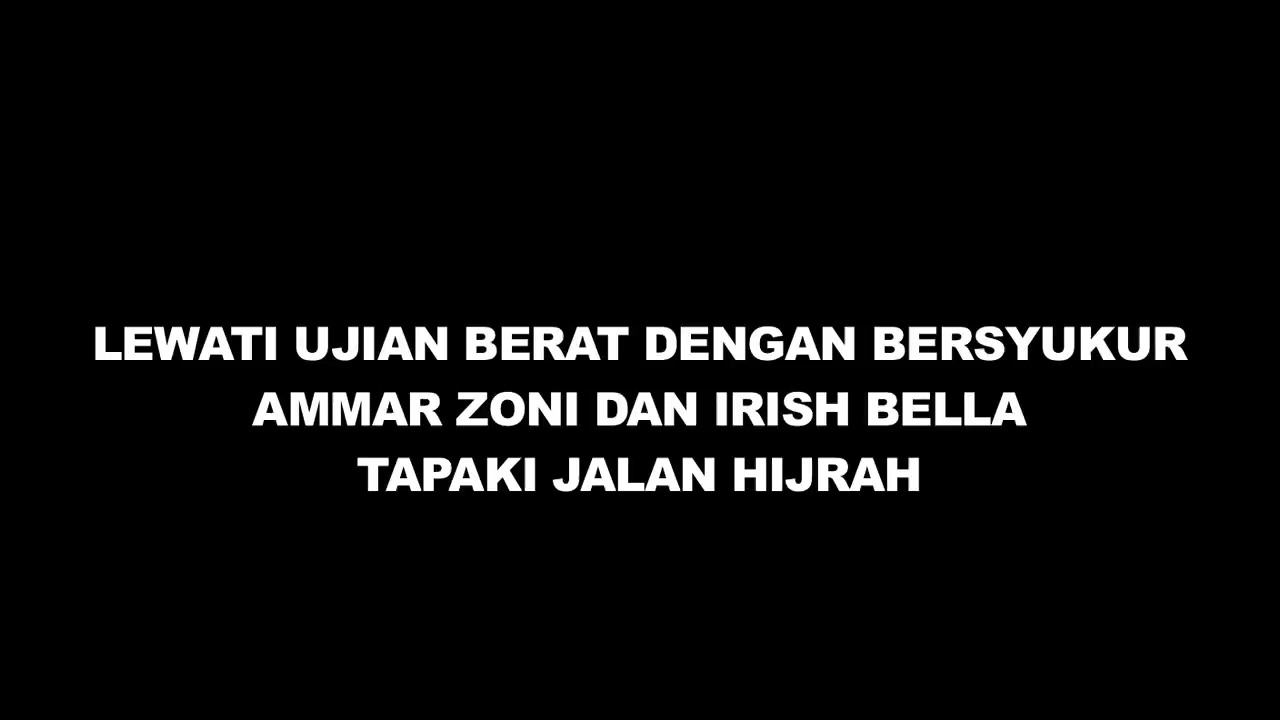 LEWATI UJIAN BERAT DENGAN BERSYUKUR
AMMAR ZONI DAN IRISH BELLA
TAPAKI JALAN HIJRAH